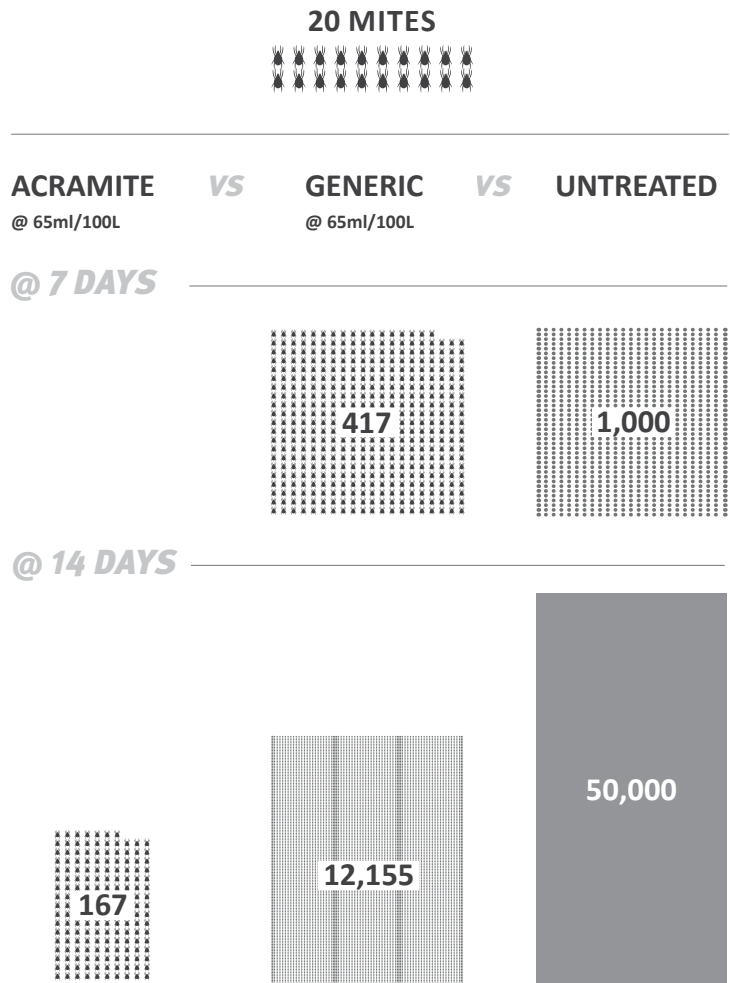 20 MITES
ACRAMITE VS GENERIC VS UNTREATED
@ 65ml/100L @ 65ml/100L
@ 7 DAYS
417 1,000
@ 14 DAYS
50,000
12,155
167